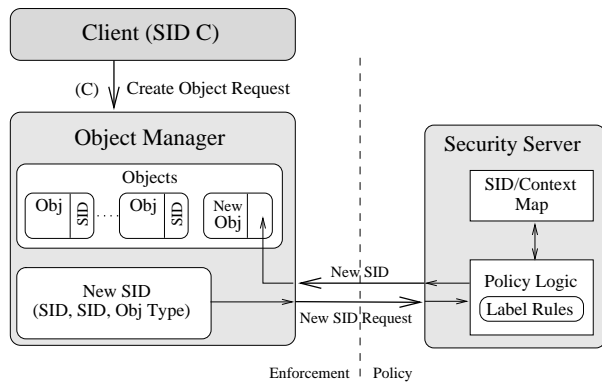 Client (SID C)
(C) Create Object Request
Object Manager
Objects
Obj SID ..... Obj SID New Obj
New SID
(SID, SID, Obj Type)
New SID
New SID Request
Enforcement Policy
Security Server
SID/Context
Map
Policy Logic
Label Rules